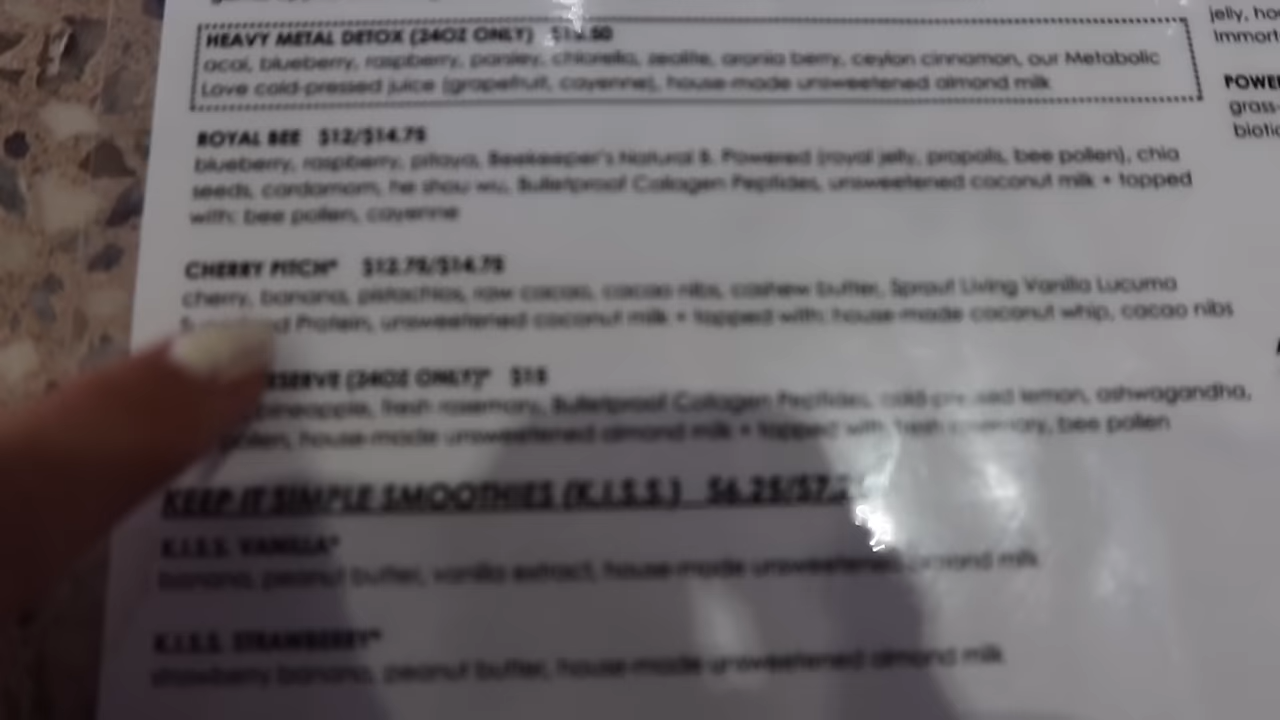 HEAVY METAL DETOX (24OZ ONLY)
acai, blueberry, raspberry, parsley, chlorella, zeolite, aronia berry, ceylon cinnamon, our Metabolic
Love cold-pressed juice (grapefruit, cayenne), house-made unsweetened almond milk
ROYAL BEE $12/$14.75
blueberry, raspberry, pitaya, Beekeeper's Natural B. Powered (royal jelly, propolis, bee pollen), chia
seeds, cardamom, he shou wu, Bulletproof Collagen Peptides, unsweetened coconut milk + topped
with: bee pollen, cayenne
CHERRY PITCH* $12.75/$14.75
cherry, banana, pistachios, raw cacao, cacao nibs, cashew butter, Sprout Living Vanilla Lucuma
Protein, unsweetened coconut milk + topped with: house-made coconut whip, cacao nibs
(24OZ ONLY)* $15
pineapple, fresh rosemary, Bulletproof Collagen Peptides, cold-pressed lemon, ashwagandha,
pollen, house-made unsweetened almond milk + topped with: fresh rosemary, bee pollen
KEEP IT SIMPLE SMOOTHIES (K.I.S.S.)
K.I.S.S. VANILLA*
banana, peanut butter, vanilla extract, house-made unsweetened almond milk
K.I.S.S. STRAWBERRY*
strawberry banana, peanut butter, house-made unsweetened almond milk
jelly,